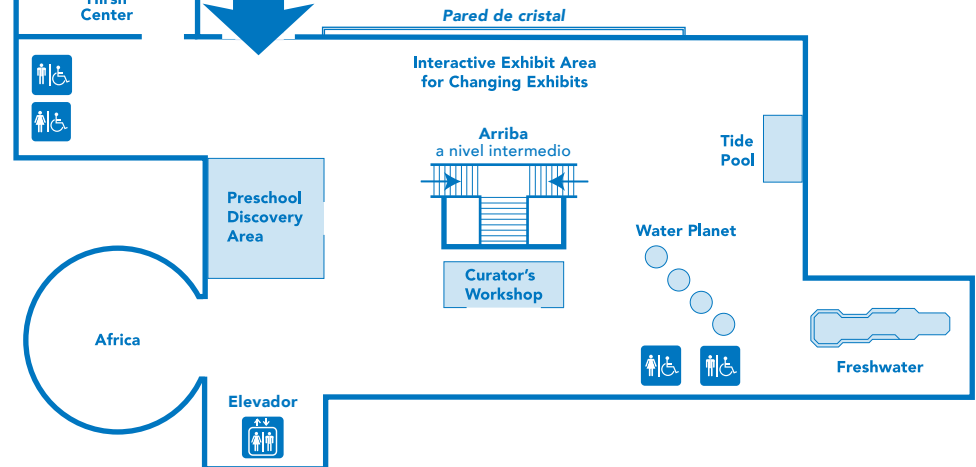 Center
Pared de cristal
Interactive Exhibit Area
for Changing Exhibits
Arriba
a nivel intermedio
Tide
Pool
Preschool
Discovery
Area
Water Planet
Curator's
Workshop
Africa
Freshwater
Elevador